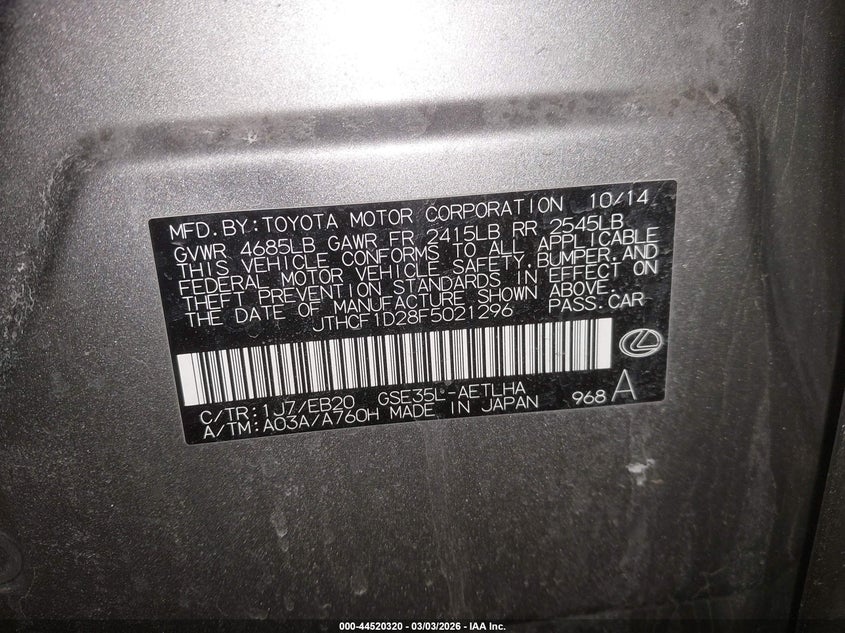 MFD.BY:TOYOTA MOTOR CORPORATION 10/14
GVWR 4685LB GAWR FR 2415LB RR 2545LB
THIS VEHICLE CONFORMS TO ALL APPLICABLE
FEDERAL MOTOR VEHICLE SAFETY,BUMPER,AND
THEFT PREVENTION STANDARDS IN EFFECT ON
THE DATE OF MANUFACTURE SHOWN ABOVE.
JTHCF1D28F5021296 PASS.CAR
C/TR:1J7/EB20 GSE35L-AETLHA
A/TM:A03A/A760H MADE IN JAPAN 968 A
000-44520320 | 03/03/2026 - IAA Inc.